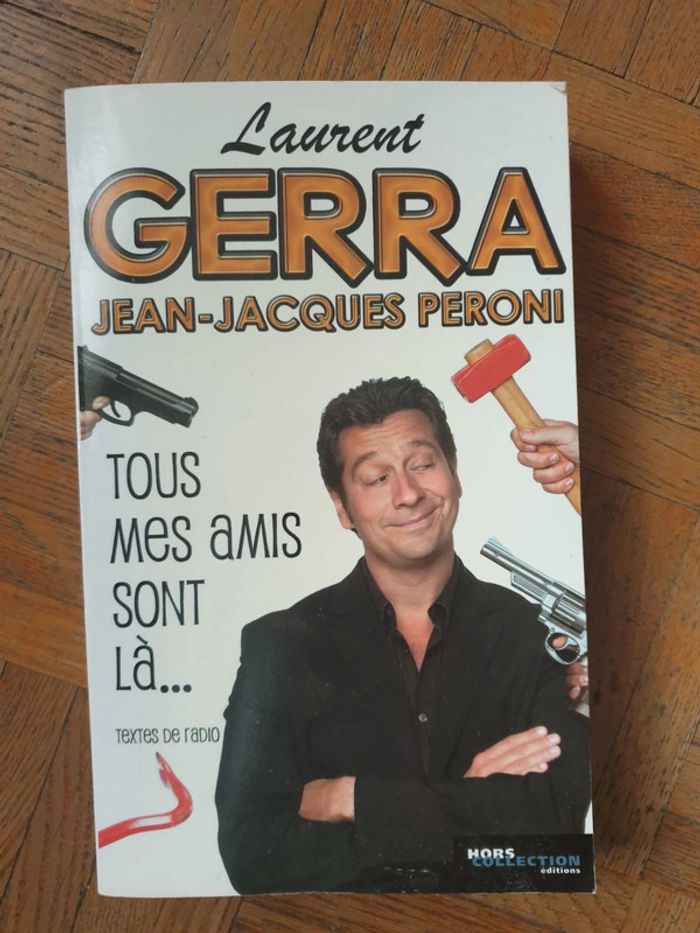 Laurent
GERRA
JEAN-JACQUES PERONI
TOUS
MES AMIS
SONT
LÀ...
TEXTES DE RADIO
HORS
COLLECTION
éditions